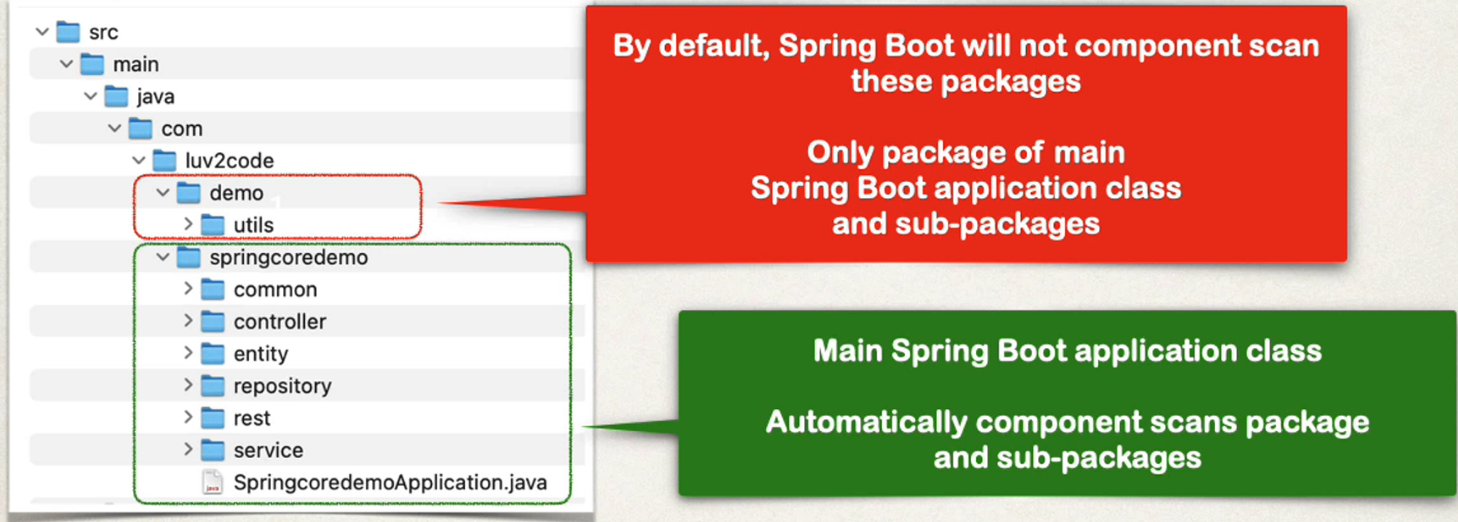 src
main
java
com
luv2code
demo
utils
springcoredemo
common
controller
entity
repository
rest
service
SpringcoredemoApplication.java
By default, Spring Boot will not component scan
these packages
Only package of main
Spring Boot application class
and sub-packages
Main Spring Boot application class
Automatically component scans package
and sub-packages